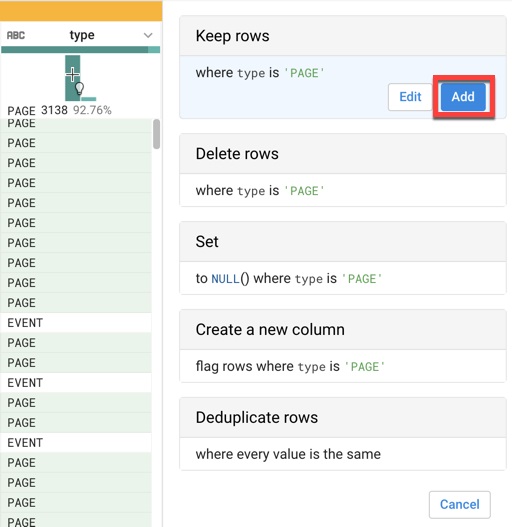 ABC type
PAGE 3138 92.76%
PAGE
PAGE
PAGE
PAGE
PAGE
PAGE
PAGE
PAGE
PAGE
PAGE
EVENT
PAGE
PAGE
EVENT
PAGE
PAGE
EVENT
PAGE
PAGE
PAGE
PAGE
Keep rows
where type is 'PAGE'
Edit Add
Delete rows
where type is 'PAGE'
Set
to NULL() where type is 'PAGE'
Create a new column
flag rows where type is 'PAGE'
Deduplicate rows
where every value is the same
Cancel